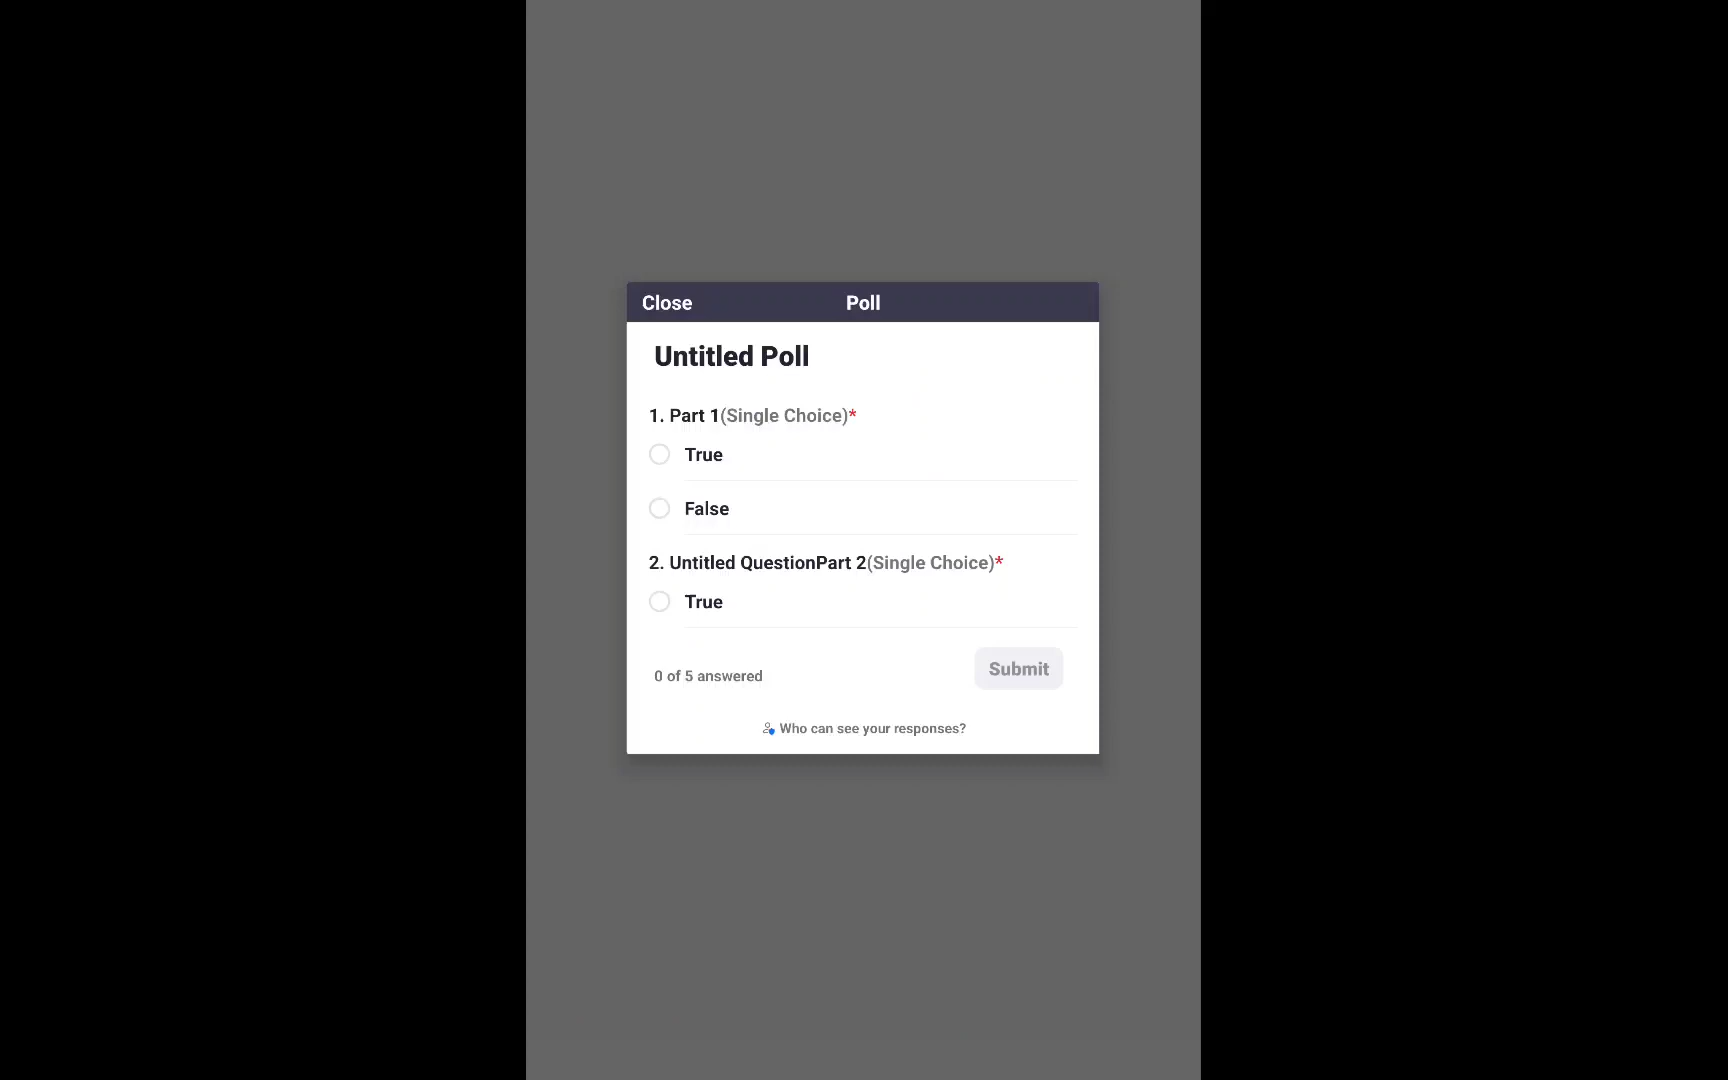 Close Poll
Untitled Poll
1. Part 1(Single Choice)*
True
False
2. Untitled QuestionPart 2(Single Choice)*
True
0 of 5 answered
Submit
Who can see your responses?